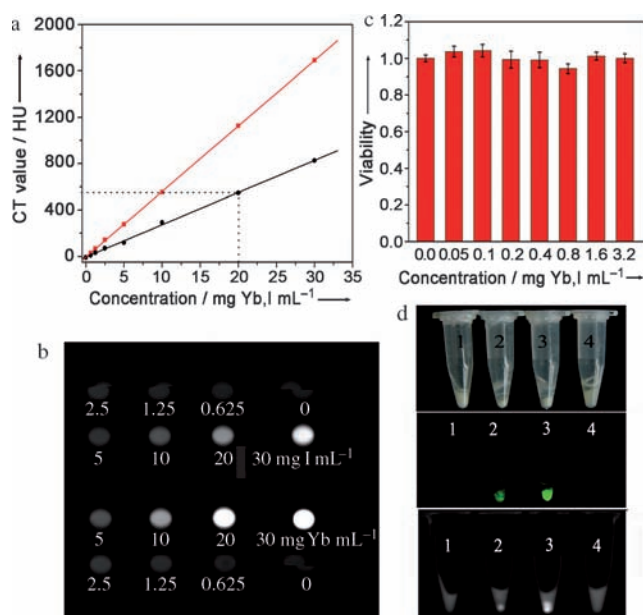 a
2000
1600
1200
800
400
0
CT value / HU
0 5 10 15 20 25 30 35
Concentration / mg Yb,I mL⁻¹
c
1.2
1.0
0.8
0.6
0.4
0.2
0.0
Viability
0.0 0.05 0.1 0.2 0.4 0.8 1.6 3.2
Concentration / mg Yb,I mL⁻¹
b
2.5 1.25 0.625 0
5 10 20 30 mg I mL⁻¹
5 10 20 30 mg Yb mL⁻¹
2.5 1.25 0.625 0
d
1 2 3 4
1 2 3 4
1 2 3 4